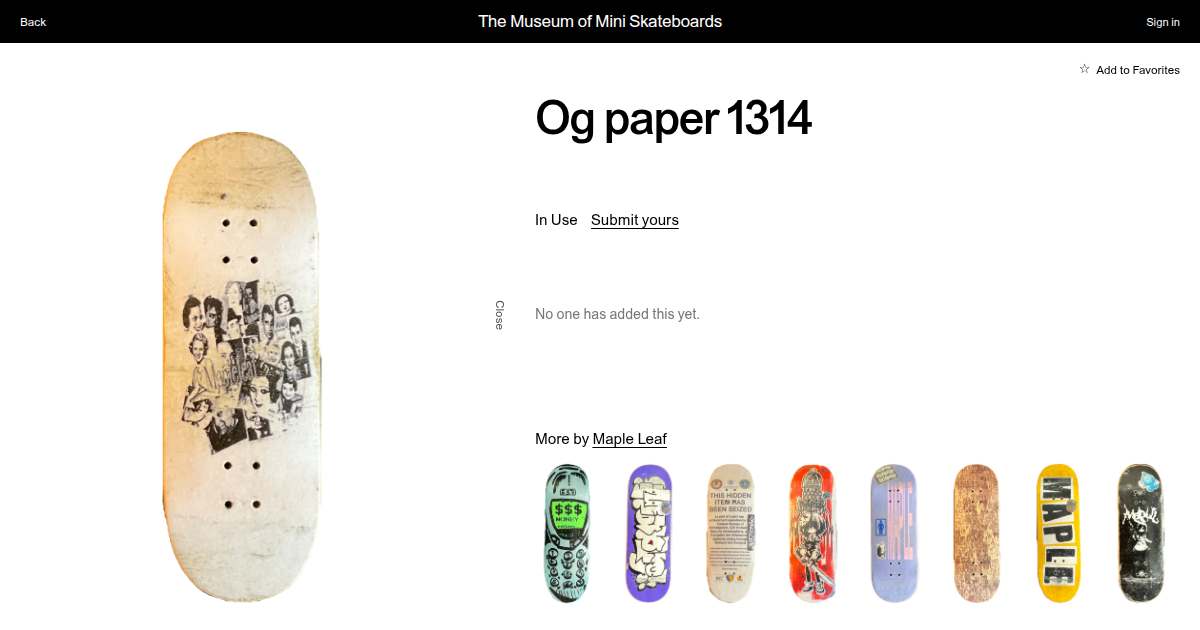 Back
The Museum of Mini Skateboards
Sign in
☆ Add to Favorites
Og paper 1314
In Use Submit yours
Close
No one has added this yet.
More by Maple Leaf
$$$
MONEY
THIS HIDDEN
ITEM HAS
BEEN SEIZED
MAPLE